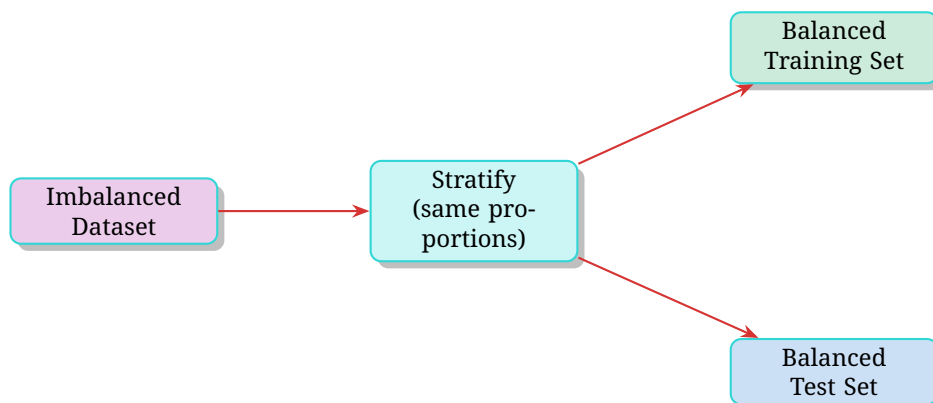 Imbalanced
Dataset
Stratify
(same pro-
portions)
Balanced
Training Set
Balanced
Test Set